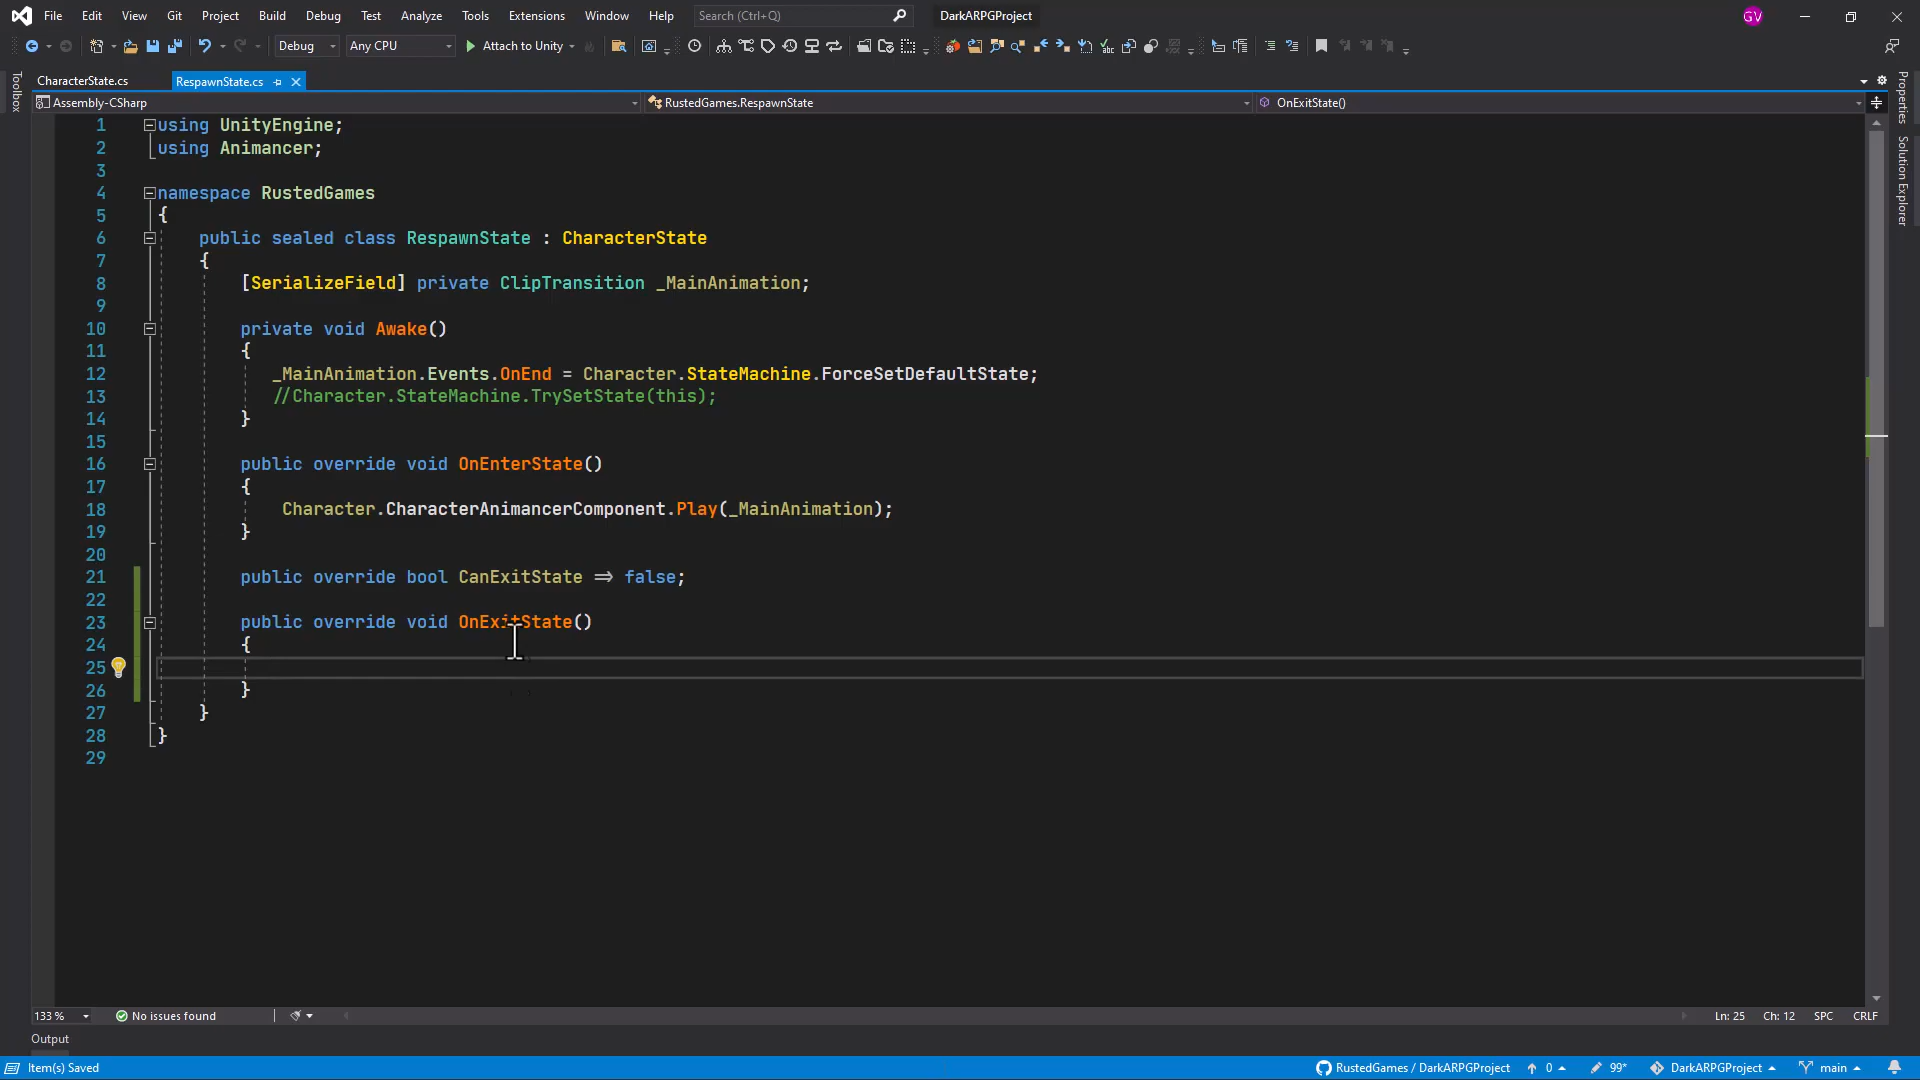 File Edit View Git Project Build Debug Test Analyze Tools Extensions Window Help Search (Ctrl+Q) DarkARPGProject GV
Debug Any CPU Attach to Unity
CharacterState.cs RespawnState.cs
Assembly-CSharp RustedGames.RespawnState OnExitState()
Toolbox
Properties
Solution Explorer
1 using UnityEngine;
2 using Animancer;
3
4 namespace RustedGames
5 {
6 public sealed class RespawnState : CharacterState
7 {
8 [SerializeField] private ClipTransition _MainAnimation;
9
10 private void Awake()
11 {
12 _MainAnimation.Events.OnEnd = Character.StateMachine.ForceSetDefaultState;
13 //Character.StateMachine.TrySetState(this);
14 }
15
16 public override void OnEnterState()
17 {
18 Character.CharacterAnimancerComponent.Play(_MainAnimation);
19 }
20
21 public override bool CanExitState => false;
22
23 public override void OnExitState()
24 {
25
26 }
27 }
28 }
29
133 % No issues found Ln: 25 Ch: 12 SPC CRLF
Output
Item(s) Saved RustedGames / DarkARPGProject 0 99* DarkARPGProject main